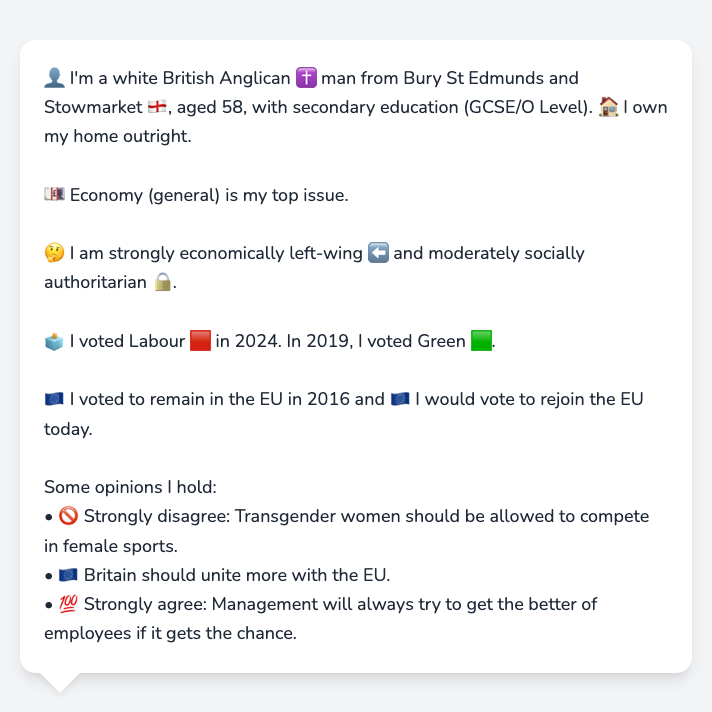 👤 I'm a white British Anglican ✝️ man from Bury St Edmunds and
Stowmarket 🏴󠁧󠁢󠁥󠁮󠁧󠁿, aged 58, with secondary education (GCSE/O Level). 🏠 I own
my home outright.
💷 Economy (general) is my top issue.
🤔 I am strongly economically left-wing ⬅️ and moderately socially
authoritarian 🔒.
🗳️ I voted Labour 🟥 in 2024. In 2019, I voted Green 🟩.
🇪🇺 I voted to remain in the EU in 2016 and 🇪🇺 I would vote to rejoin the EU
today.
Some opinions I hold:
• 🚫 Strongly disagree: Transgender women should be allowed to compete
in female sports.
• 🇪🇺 Britain should unite more with the EU.
• 💯 Strongly agree: Management will always try to get the better of
employees if it gets the chance.